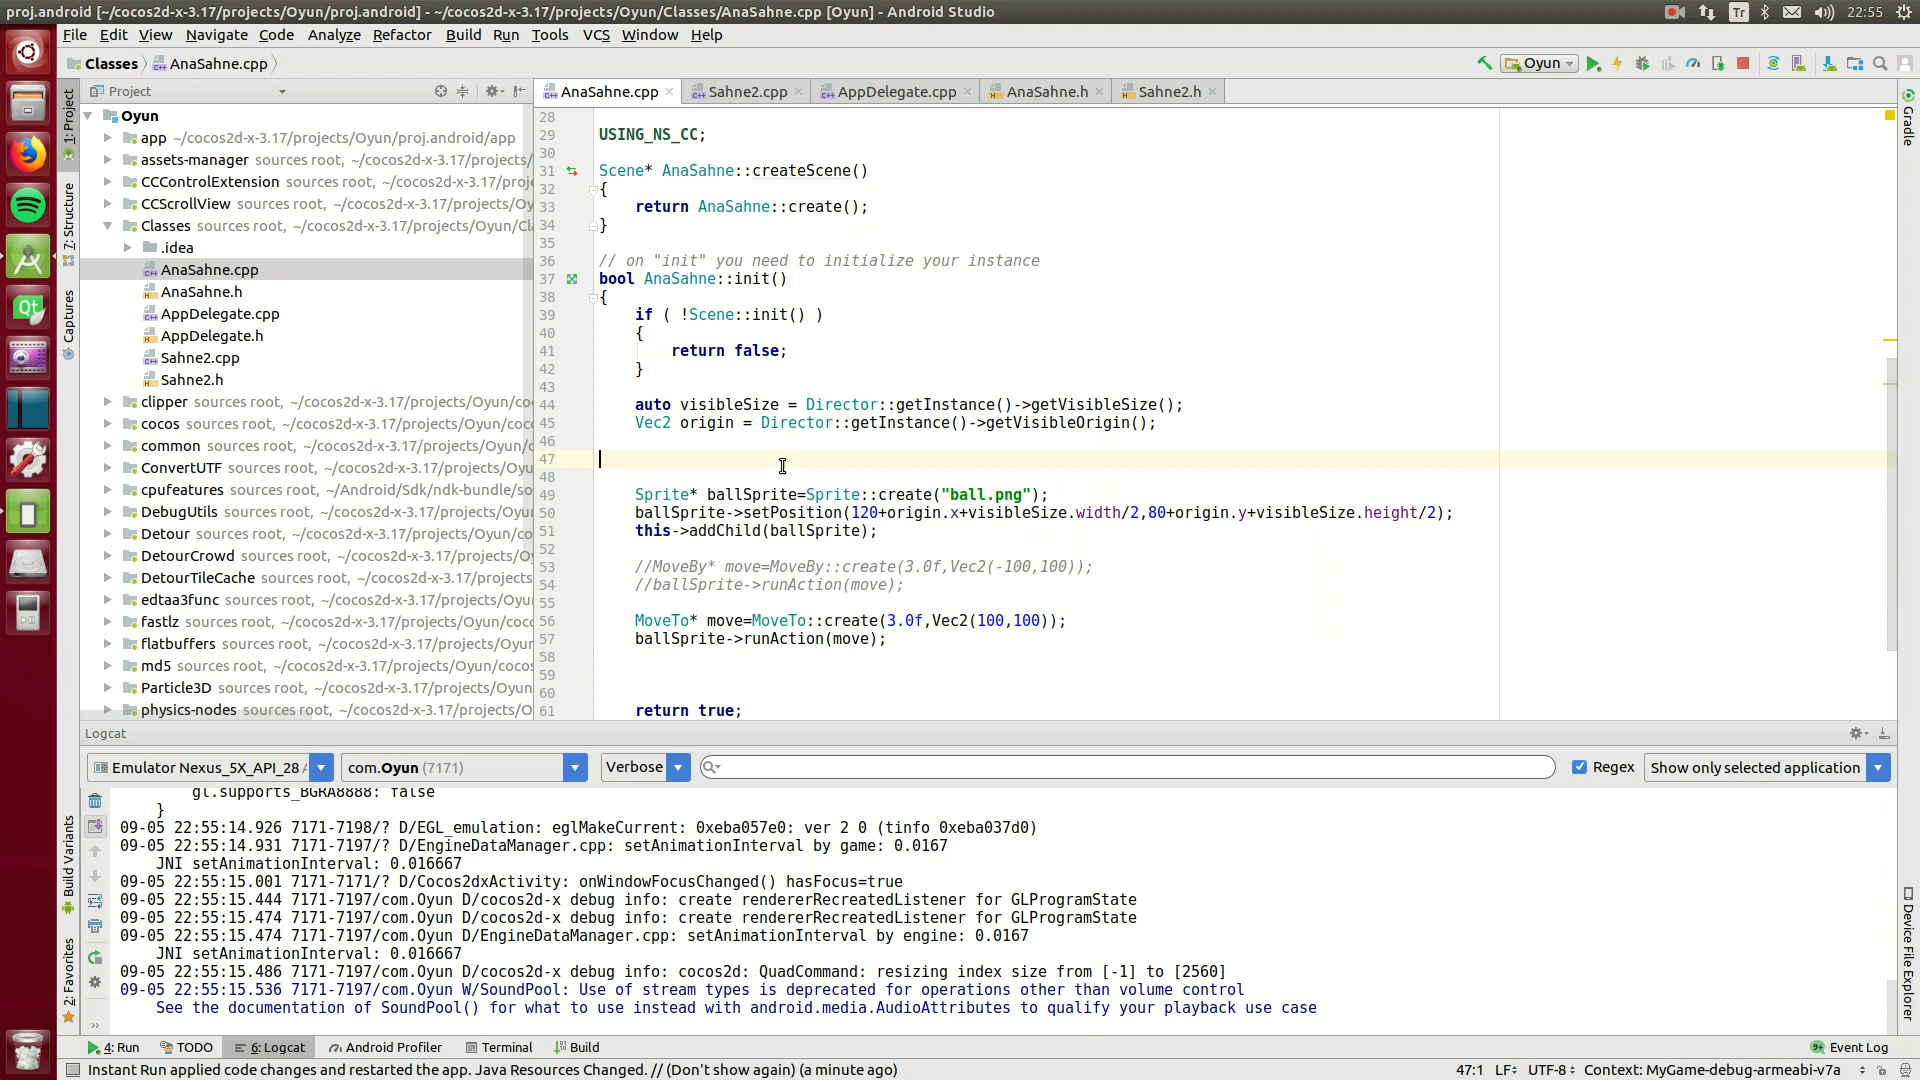 proj.android [~/cocos2d-x-3.17/projects/Oyun/proj.android] - ~/cocos2d-x-3.17/projects/Oyun/Classes/AnaSahne.cpp [Oyun] - Android Studio
Tr
22:55
File Edit View Navigate Code Analyze Refactor Build Run Tools VCS Window Help
Classes AnaSahne.cpp
Oyun
1: Project
7: Structure
Captures
Build Variants
2: Favorites
Project
Oyun
app ~/cocos2d-x-3.17/projects/Oyun/proj.android/app
assets-manager sources root, ~/cocos2d-x-3.17/projects/
CCControlExtension sources root, ~/cocos2d-x-3.17/proj
CCScrollView sources root, ~/cocos2d-x-3.17/projects/Oy
Classes sources root, ~/cocos2d-x-3.17/projects/Oyun/Cl
.idea
AnaSahne.cpp
AnaSahne.h
AppDelegate.cpp
AppDelegate.h
Sahne2.cpp
Sahne2.h
clipper sources root, ~/cocos2d-x-3.17/projects/Oyun/co
cocos sources root, ~/cocos2d-x-3.17/projects/Oyun/coc
common sources root, ~/cocos2d-x-3.17/projects/Oyun/c
ConvertUTF sources root, ~/cocos2d-x-3.17/projects/Oyu
cpufeatures sources root, ~/Android/Sdk/ndk-bundle/so
DebugUtils sources root, ~/cocos2d-x-3.17/projects/Oyu
Detour sources root, ~/cocos2d-x-3.17/projects/Oyun/co
DetourCrowd sources root, ~/cocos2d-x-3.17/projects/O
DetourTileCache sources root, ~/cocos2d-x-3.17/projects
edtaa3func sources root, ~/cocos2d-x-3.17/projects/Oyu
fastlz sources root, ~/cocos2d-x-3.17/projects/Oyun/coc
flatbuffers sources root, ~/cocos2d-x-3.17/projects/Oyu
md5 sources root, ~/cocos2d-x-3.17/projects/Oyun/cocos
Particle3D sources root, ~/cocos2d-x-3.17/projects/Oyun
physics-nodes sources root, ~/cocos2d-x-3.17/projects/O
AnaSahne.cpp Sahne2.cpp AppDelegate.cpp AnaSahne.h Sahne2.h
28
29 USING_NS_CC;
30
31 Scene* AnaSahne::createScene()
32 {
33 return AnaSahne::create();
34 }
35
36 // on "init" you need to initialize your instance
37 bool AnaSahne::init()
38 {
39 if ( !Scene::init() )
40 {
41 return false;
42 }
43
44 auto visibleSize = Director::getInstance()->getVisibleSize();
45 Vec2 origin = Director::getInstance()->getVisibleOrigin();
46
47
48
49 Sprite* ballSprite=Sprite::create("ball.png");
50 ballSprite->setPosition(120+origin.x+visibleSize.width/2,80+origin.y+visibleSize.height/2);
51 this->addChild(ballSprite);
52
53 //MoveBy* move=MoveBy::create(3.0f,Vec2(-100,100));
54 //ballSprite->runAction(move);
55
56 MoveTo* move=MoveTo::create(3.0f,Vec2(100,100));
57 ballSprite->runAction(move);
58
59
60
61 return true;
Gradle
Device File Explorer
Logcat
Emulator Nexus_5X_API_28 com.Oyun (7171) Verbose Regex Show only selected application
gl.supports_BGRA8888: false
}
09-05 22:55:14.926 7171-7198/? D/EGL_emulation: eglMakeCurrent: 0xeba057e0: ver 2 0 (tinfo 0xeba037d0)
09-05 22:55:14.931 7171-7197/? D/EngineDataManager.cpp: setAnimationInterval by game: 0.0167
JNI setAnimationInterval: 0.016667
09-05 22:55:15.001 7171-7171/? D/Cocos2dxActivity: onWindowFocusChanged() hasFocus=true
09-05 22:55:15.444 7171-7197/com.Oyun D/cocos2d-x debug info: create rendererRecreatedListener for GLProgramState
09-05 22:55:15.474 7171-7197/com.Oyun D/cocos2d-x debug info: create rendererRecreatedListener for GLProgramState
09-05 22:55:15.474 7171-7197/com.Oyun D/EngineDataManager.cpp: setAnimationInterval by engine: 0.0167
JNI setAnimationInterval: 0.016667
09-05 22:55:15.486 7171-7197/com.Oyun D/cocos2d-x debug info: cocos2d: QuadCommand: resizing index size from [-1] to [2560]
09-05 22:55:15.536 7171-7197/com.Oyun W/SoundPool: Use of stream types is deprecated for operations other than volume control
See the documentation of SoundPool() for what to use instead with android.media.AudioAttributes to qualify your playback use case
4: Run TODO 6: Logcat Android Profiler Terminal Build 9+ Event Log
Instant Run applied code changes and restarted the app. Java Resources Changed. // (Don't show again) (a minute ago) 47:1 LF UTF-8 Context: MyGame-debug-armeabi-v7a